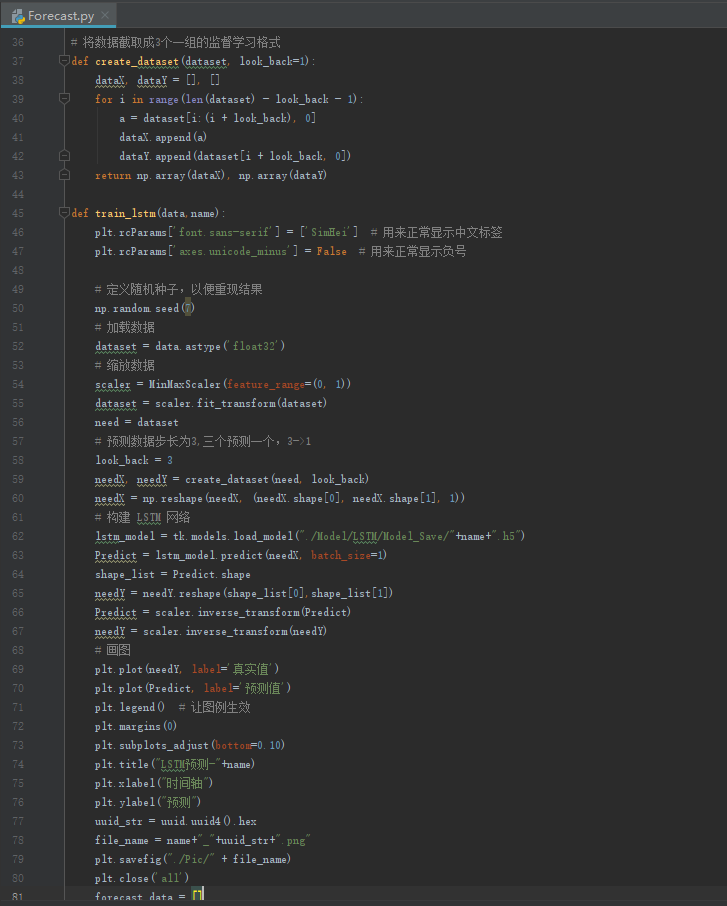 Forecast.py
36 # 将数据截取成3个一组的监督学习格式
37 def create_dataset(dataset, look_back=1):
38 dataX, dataY = [], []
39 for i in range(len(dataset) - look_back - 1):
40 a = dataset[i:(i + look_back), 0]
41 dataX.append(a)
42 dataY.append(dataset[i + look_back, 0])
43 return np.array(dataX), np.array(dataY)
44
45 def train_lstm(data,name):
46 plt.rcParams['font.sans-serif'] = ['SimHei'] # 用来正常显示中文标签
47 plt.rcParams['axes.unicode_minus'] = False # 用来正常显示负号
48
49 # 定义随机种子，以便重现结果
50 np.random.seed(7)
51 # 加载数据
52 dataset = data.astype('float32')
53 # 缩放数据
54 scaler = MinMaxScaler(feature_range=(0, 1))
55 dataset = scaler.fit_transform(dataset)
56 need = dataset
57 # 预测数据步长为3,三个预测一个，3->1
58 look_back = 3
59 needX, needY = create_dataset(need, look_back)
60 needX = np.reshape(needX, (needX.shape[0], needX.shape[1], 1))
61 # 构建 LSTM 网络
62 lstm_model = tk.models.load_model("./Model/LSTM/Model_Save/"+name+".h5")
63 Predict = lstm_model.predict(needX, batch_size=1)
64 shape_list = Predict.shape
65 needY = needY.reshape(shape_list[0],shape_list[1])
66 Predict = scaler.inverse_transform(Predict)
67 needY = scaler.inverse_transform(needY)
68 # 画图
69 plt.plot(needY, label='真实值')
70 plt.plot(Predict, label='预测值')
71 plt.legend() # 让图例生效
72 plt.margins(0)
73 plt.subplots_adjust(bottom=0.10)
74 plt.title("LSTM预测-"+name)
75 plt.xlabel("时间轴")
76 plt.ylabel("预测")
77 uuid_str = uuid.uuid4().hex
78 file_name = name+"_"+uuid_str+".png"
79 plt.savefig("./Pic/" + file_name)
80 plt.close('all')
81 forecast_data = []